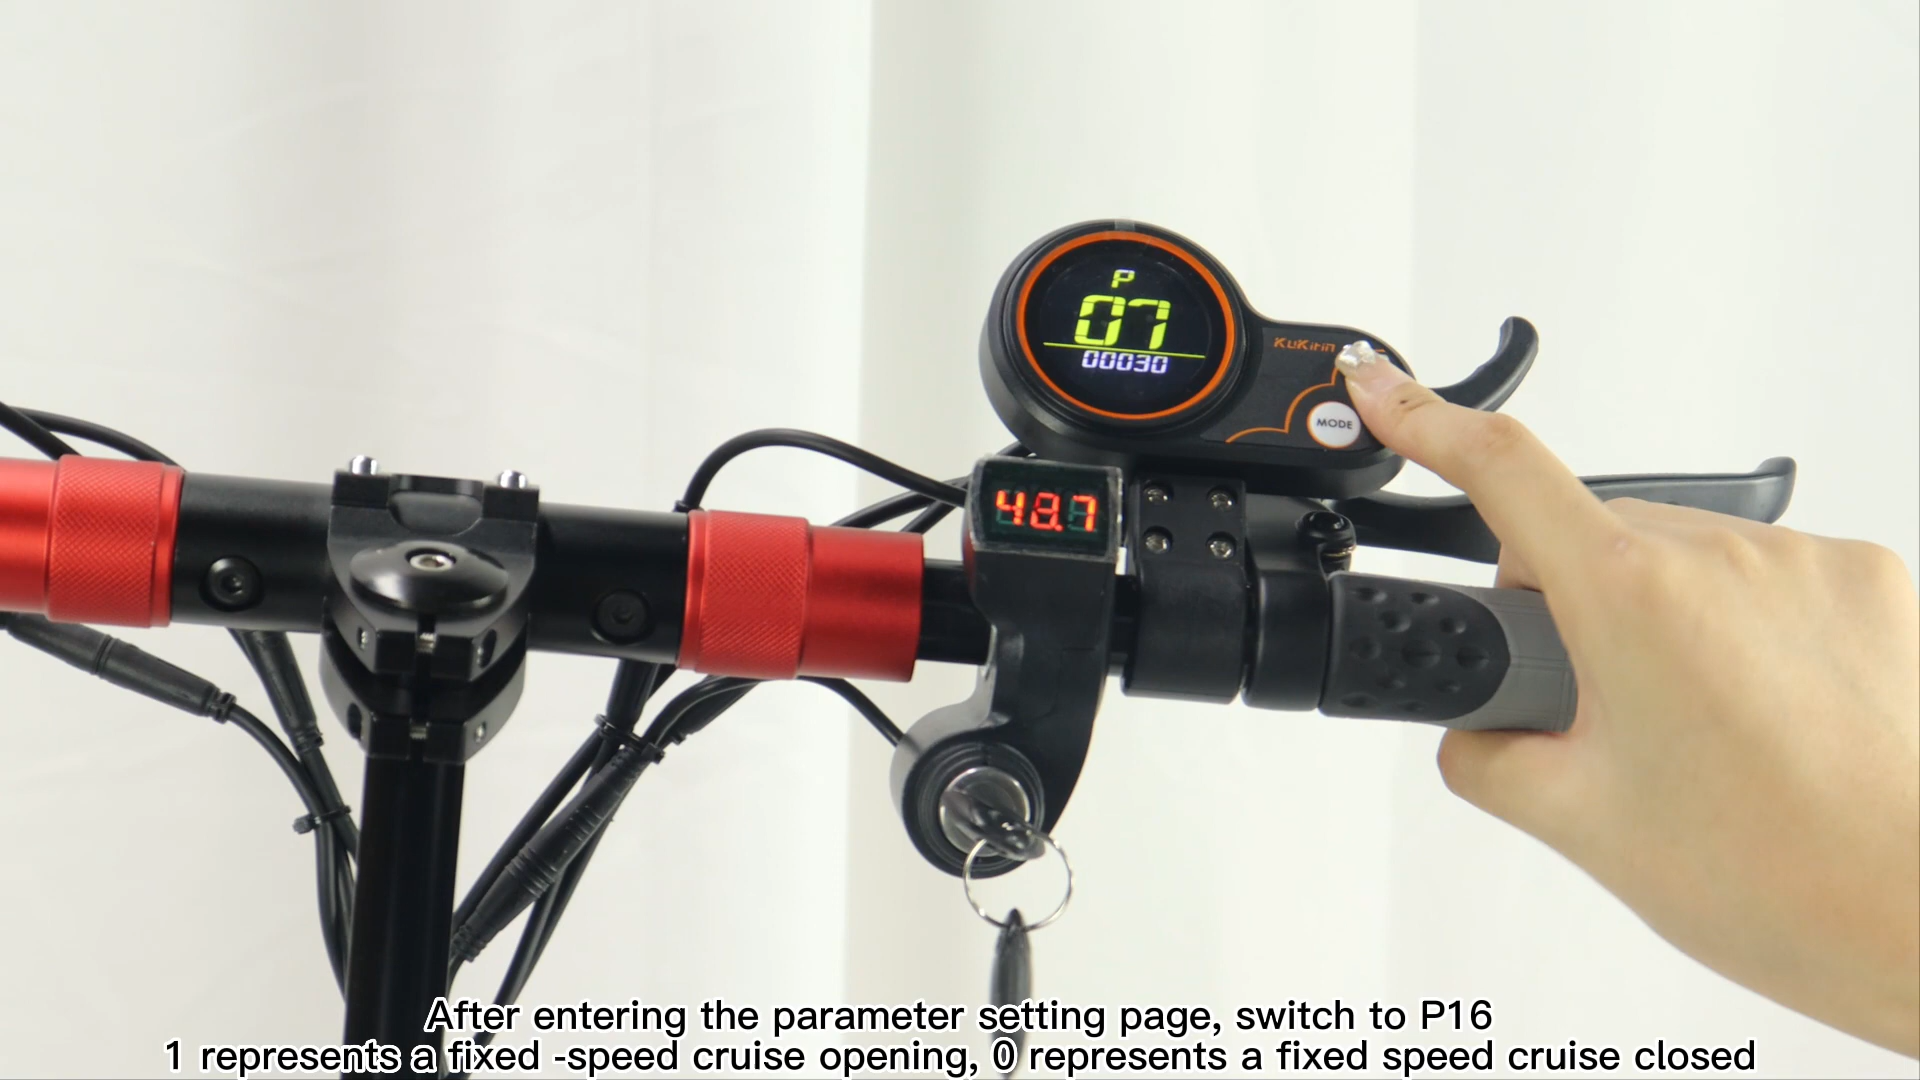 P
07
00030
KuKirin
MODE
48.7
After entering the parameter setting page, switch to P16
1 represents a fixed -speed cruise opening, 0 represents a fixed speed cruise closed